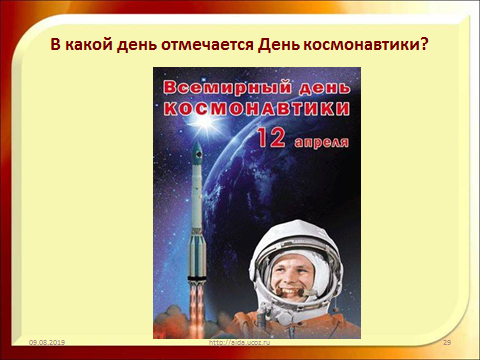 В какой день отмечается День космонавтики?
Всемирный день
КОСМОНАВТИКИ
12 апреля
09.08.2019 http://aida.ucoz.ru 29